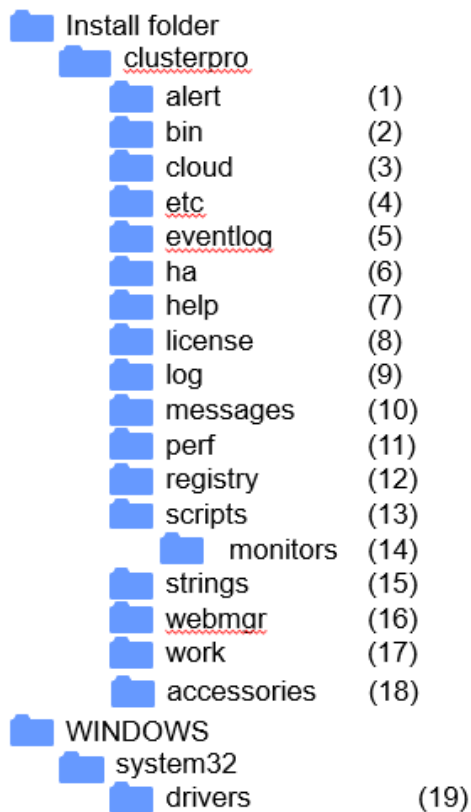 Install folder
clusterpro
alert (1)
bin (2)
cloud (3)
etc (4)
eventlog (5)
ha (6)
help (7)
license (8)
log (9)
messages (10)
perf (11)
registry (12)
scripts (13)
monitors (14)
strings (15)
webmgr (16)
work (17)
accessories (18)
WINDOWS
system32
drivers (19)